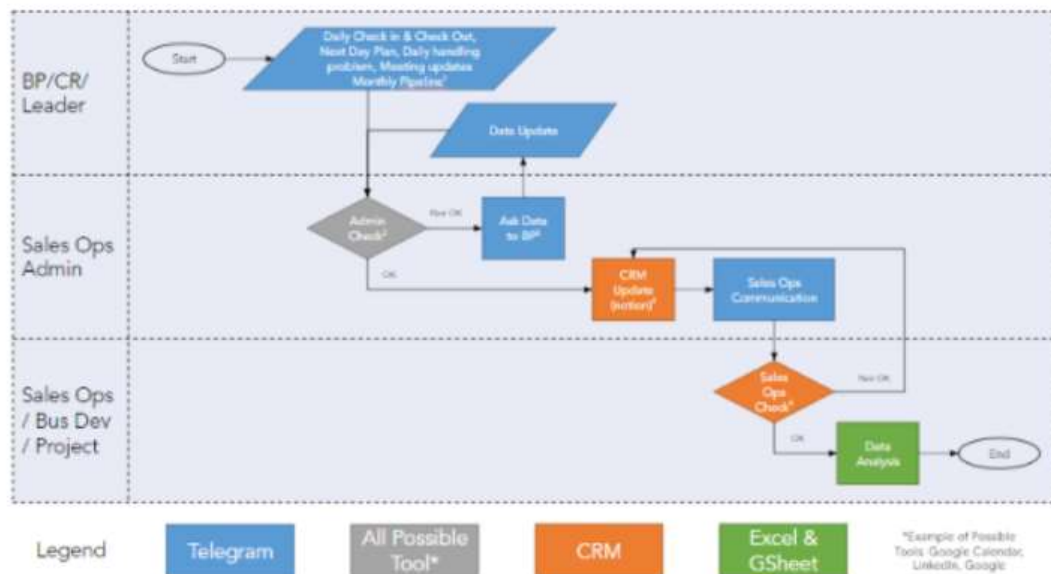 Start
Daily Check in & Check Out,
Next Day Plan, Daily handling
problem, Meeting updates
Monthly Pipeline
BP/CR/
Leader
Data Update
Sales Ops
Admin
Admin
Check
Not OK
Ask Data
to BP
OK
CRM
Update
(notion)
Sales Ops
Communication
Sales Ops
/ Bus Dev
/ Project
Sales
Ops
Check
Not OK
OK
Data
Analysis
End
Legend
Telegram
All Possible
Tool*
CRM
Excel &
GSheet
*Example of Possible
Tools: Google Calendar,
LinkedIn, Google